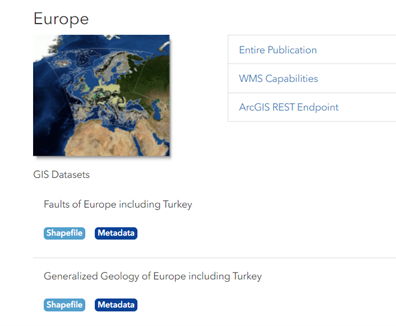 Europe
Entire Publication
WMS Capabilities
ArcGIS REST Endpoint
GIS Datasets
Faults of Europe including Turkey
Shapefile Metadata
Generalized Geology of Europe including Turkey
Shapefile Metadata